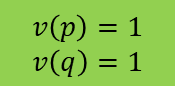 v(p) = 1
v(q) = 1